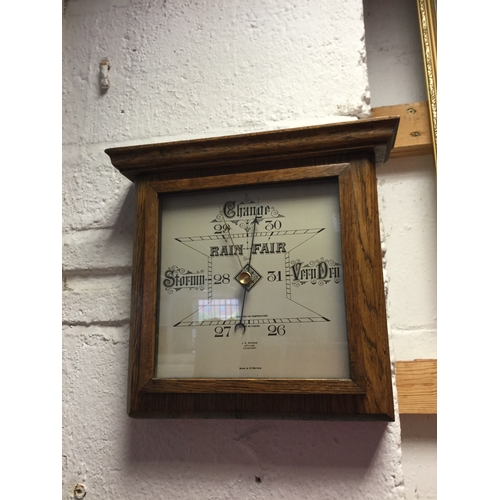 Change
29 30
RAIN FAIR
Stormy 28 31 Very Dry
27 26